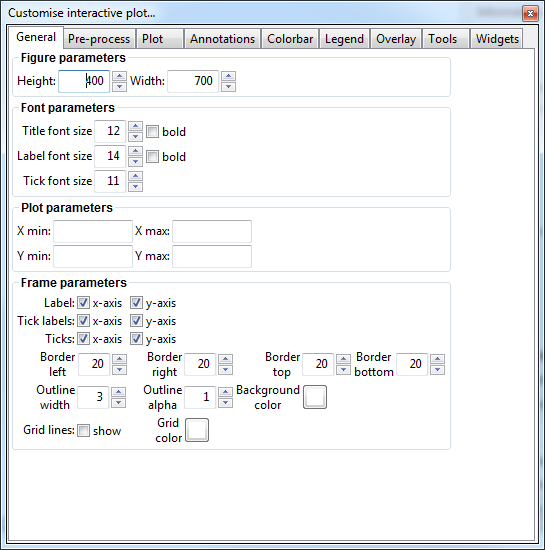 Customise interactive plot...
General Pre-process Plot Annotations Colorbar Legend Overlay Tools Widgets
Figure parameters
Height: 400 Width: 700
Font parameters
Title font size 12 bold
Label font size 14 bold
Tick font size 11
Plot parameters
X min: X max:
Y min: Y max:
Frame parameters
Label: x-axis y-axis
Tick labels: x-axis y-axis
Ticks: x-axis y-axis
Border left 20 Border right 20 Border top 20 Border bottom 20
Outline width 3 Outline alpha 1 Background color
Grid lines: show Grid color